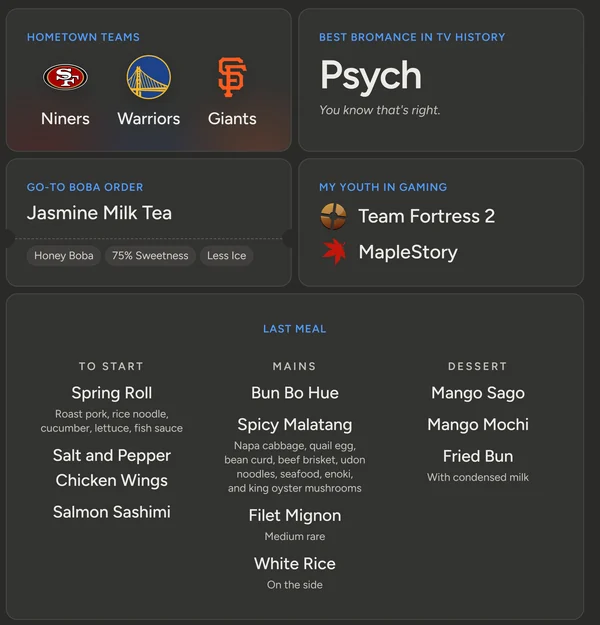 HOMETOWN TEAMS
SF
Niners
Warriors
SF
Giants
BEST BROMANCE IN TV HISTORY
Psych
You know that's right.
GO-TO BOBA ORDER
Jasmine Milk Tea
Honey Boba
75% Sweetness
Less Ice
MY YOUTH IN GAMING
Team Fortress 2
MapleStory
LAST MEAL
TO START
Spring Roll
Roast pork, rice noodle,
cucumber, lettuce, fish sauce
Salt and Pepper
Chicken Wings
Salmon Sashimi
MAINS
Bun Bo Hue
Spicy Malatang
Napa cabbage, quail egg,
bean curd, beef brisket, udon
noodles, seafood, enoki,
and king oyster mushrooms
Filet Mignon
Medium rare
White Rice
On the side
DESSERT
Mango Sago
Mango Mochi
Fried Bun
With condensed milk